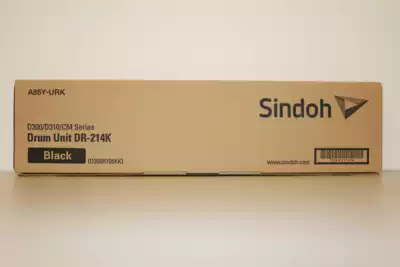 A85Y-URK
Sindoh
D300/D310/CM Series
Drum Unit DR-214K
Black
www.sindoh.com